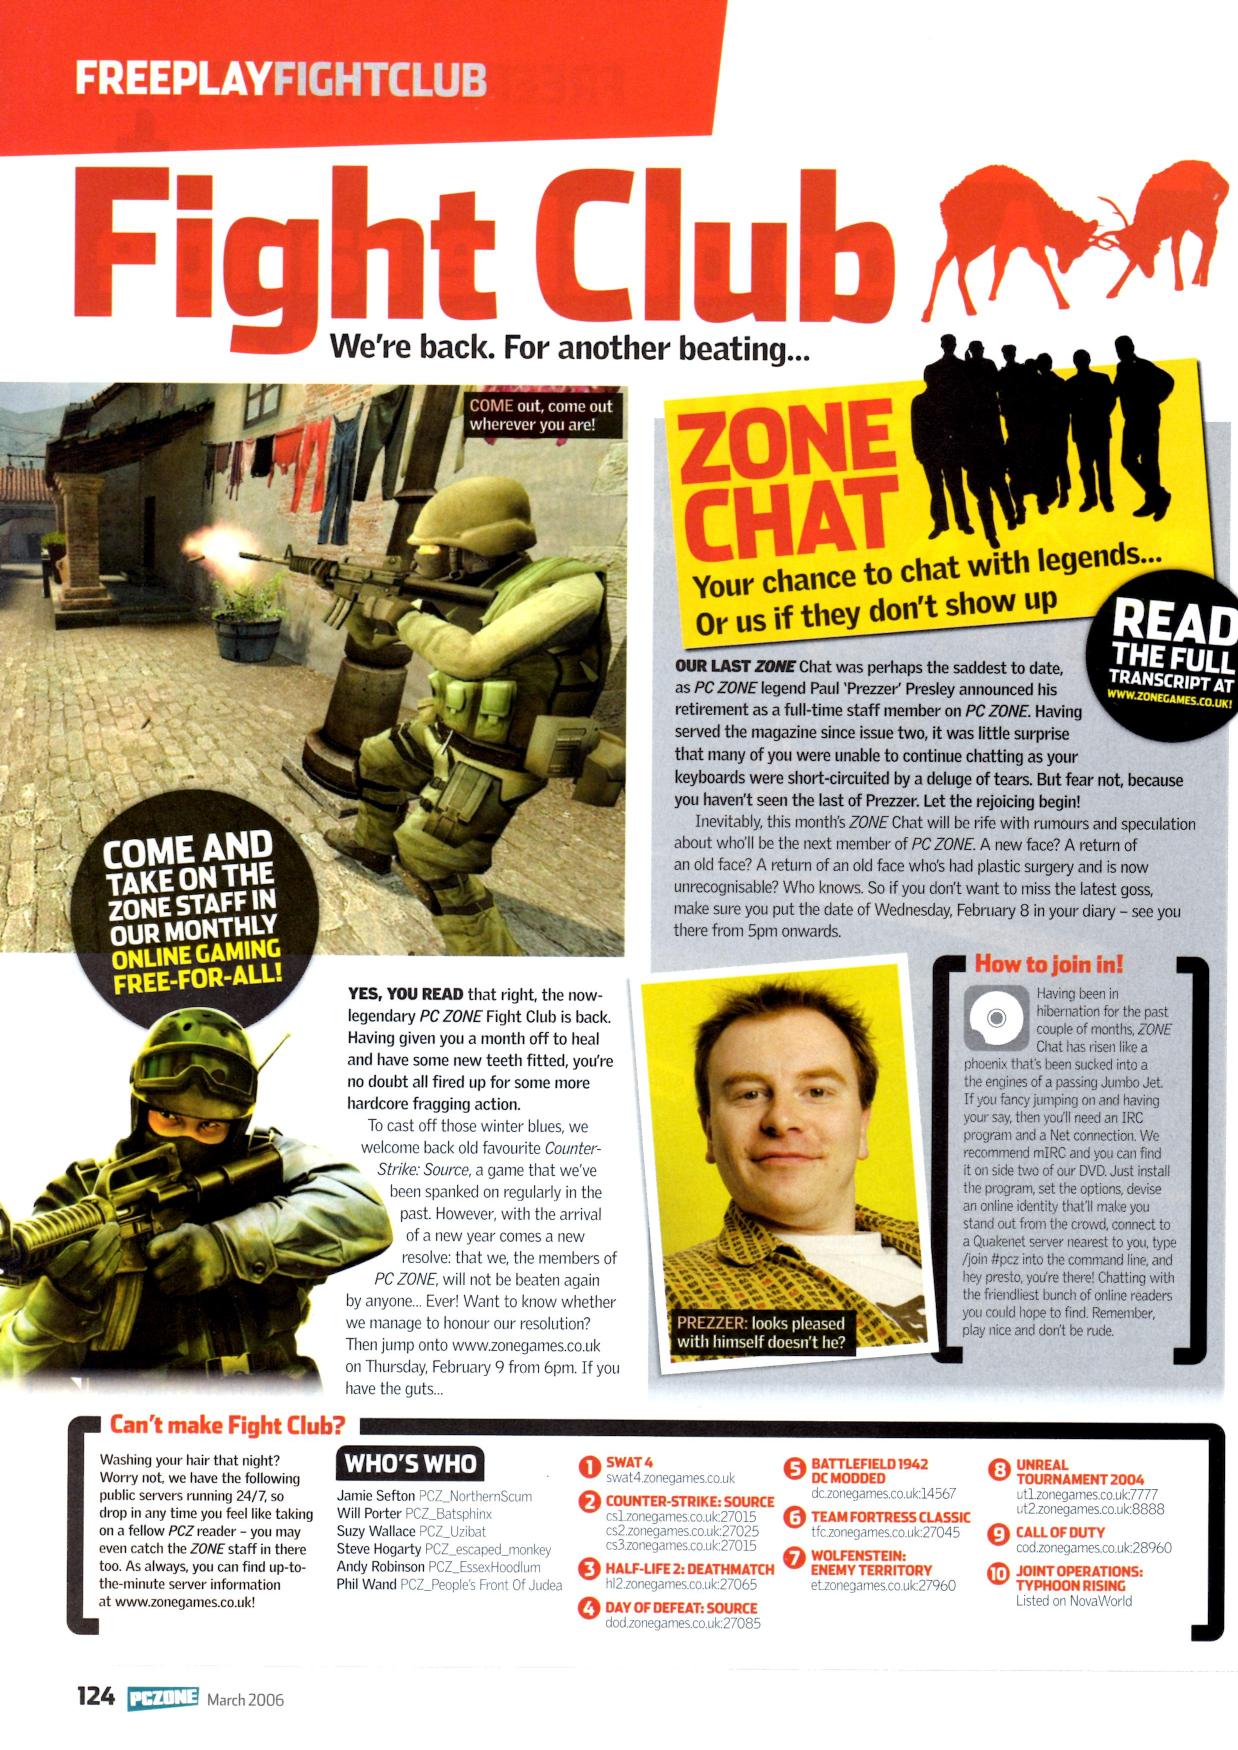 FREEPLAYFIGHTCLUB
Fight Club
We're back. For another beating...
COME out, come out
wherever you are!
COME AND
TAKE ON THE
ZONE STAFF IN
OUR MONTHLY
ONLINE GAMING
FREE-FOR-ALL!
YES, YOU READ that right, the now-
legendary PC ZONE Fight Club is back.
Having given you a month off to heal
and have some new teeth fitted, you're
no doubt all fired up for some more
hardcore fragging action.
To cast off those winter blues, we
welcome back old favourite Counter-
Strike: Source, a game that we've
been spanked on regularly in the
past. However, with the arrival
of a new year comes a new
resolve: that we, the members of
PC ZONE, will not be beaten again
by anyone... Ever! Want to know whether
we manage to honour our resolution?
Then jump onto www.zonegames.co.uk
on Thursday, February 9 from 6pm. If you
have the guts...
ZONE
CHAT
Your chance to chat with legends...
Or us if they don't show up
READ
THE FULL
TRANSCRIPT AT
WWW.ZONEGAMES.CO.UK!
OUR LAST ZONE Chat was perhaps the saddest to date,
as PC ZONE legend Paul 'Prezzer' Presley announced his
retirement as a full-time staff member on PC ZONE. Having
served the magazine since issue two, it was little surprise
that many of you were unable to continue chatting as your
keyboards were short-circuited by a deluge of tears. But fear not, because
you haven't seen the last of Prezzer. Let the rejoicing begin!
Inevitably, this month's ZONE Chat will be rife with rumours and speculation
about who'll be the next member of PC ZONE. A new face? A return of
an old face? A return of an old face who's had plastic surgery and is now
unrecognisable? Who knows. So if you don't want to miss the latest goss,
make sure you put the date of Wednesday, February 8 in your diary – see you
there from 5pm onwards.
PREZZER: looks pleased
with himself doesn't he?
How to join in!
Having been in
hibernation for the past
couple of months, ZONE
Chat has risen like a
phoenix that's been sucked into a
the engines of a passing Jumbo Jet.
If you fancy jumping on and having
your say, then you'll need an IRC
program and a Net connection. We
recommend mIRC and you can find
it on side two of our DVD. Just install
the program, set the options, devise
an online identity that'll make you
stand out from the crowd, connect to
a Quakenet server nearest to you, type
/join #pcz into the command line, and
hey presto, you're there! Chatting with
the friendliest bunch of online readers
you could hope to find. Remember,
play nice and don't be rude.
Can't make Fight Club?
Washing your hair that night?
Worry not, we have the following
public servers running 24/7, so
drop in any time you feel like taking
on a fellow PCZ reader – you may
even catch the ZONE staff in there
too. As always, you can find up-to-
the-minute server information
at www.zonegames.co.uk!
WHO'S WHO
Jamie Sefton PCZ_NorthernScum
Will Porter PCZ_Batsphinx
Suzy Wallace PCZ_Uzibat
Steve Hogarty PCZ_escaped_monkey
Andy Robinson PCZ_EssexHoodlum
Phil Wand PCZ_People's Front Of Judea
1 SWAT 4
swat4.zonegames.co.uk
2 COUNTER-STRIKE: SOURCE
cs1.zonegames.co.uk:27015
cs2.zonegames.co.uk:27025
cs3.zonegames.co.uk:27015
3 HALF-LIFE 2: DEATHMATCH
hl2.zonegames.co.uk:27065
4 DAY OF DEFEAT: SOURCE
dod.zonegames.co.uk:27085
5 BATTLEFIELD 1942
DC MODDED
dc.zonegames.co.uk:14567
6 TEAM FORTRESS CLASSIC
tfc.zonegames.co.uk:27045
7 WOLFENSTEIN:
ENEMY TERRITORY
et.zonegames.co.uk:27960
8 UNREAL
TOURNAMENT 2004
ut1.zonegames.co.uk:7777
ut2.zonegames.co.uk:8888
9 CALL OF DUTY
cod.zonegames.co.uk:28960
10 JOINT OPERATIONS:
TYPHOON RISING
Listed on NovaWorld
124 PCZONE March 2006